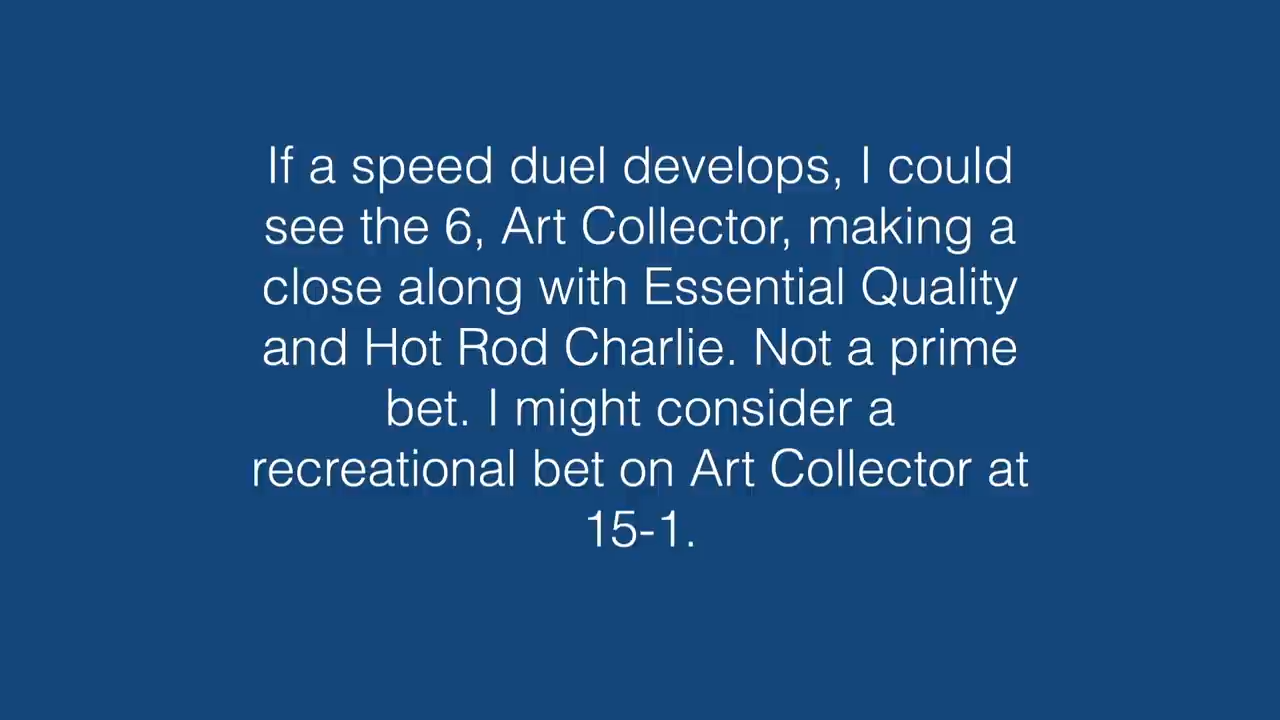 If a speed duel develops, I could
see the 6, Art Collector, making a
close along with Essential Quality
and Hot Rod Charlie. Not a prime
bet. I might consider a
recreational bet on Art Collector at
15-1.